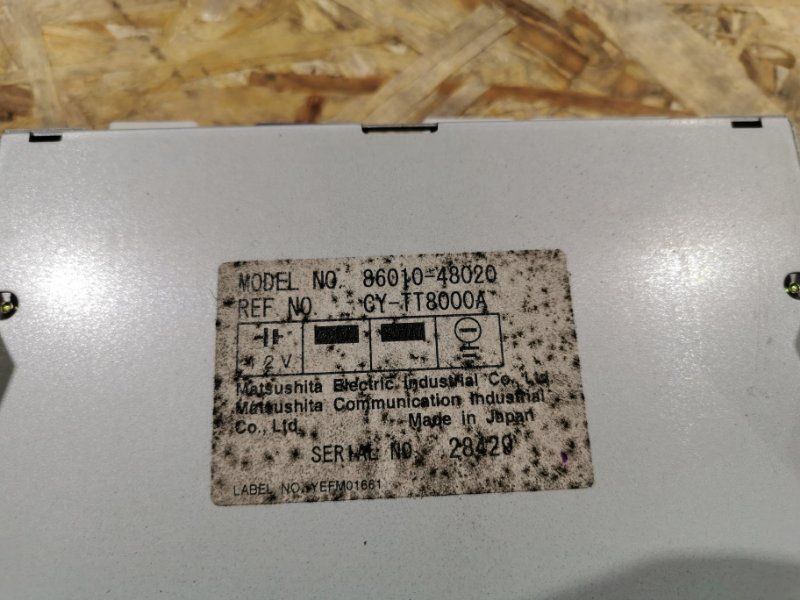 MODEL NO. 86010-48020
REF NO. CY-TT8000A
12V
Matsushita Electric Industrial Co., Ltd.
Matsushita Communication Industrial
Co., Ltd. Made in Japan
SERIAL NO. 28429
LABEL NO. YEFM01661